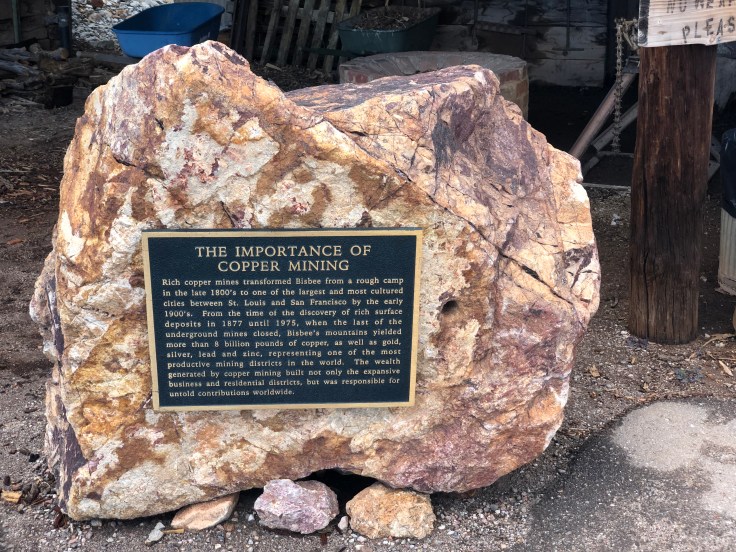 THE IMPORTANCE OF
COPPER MINING
Rich copper mines transformed Bisbee from a rough camp
in the late 1800's to one of the largest and most cultured
cities between St. Louis and San Francisco by the early
1900's. From the time of the discovery of rich surface
deposits in 1877 until 1975, when the last of the
underground mines closed, Bisbee's mountains yielded
more than 8 billion pounds of copper, as well as gold,
silver, lead and zinc, representing one of the most
productive mining districts in the world. The wealth
generated by copper mining built not only the expansive
business and residential districts, but was responsible for
untold contributions worldwide.
PLEAS